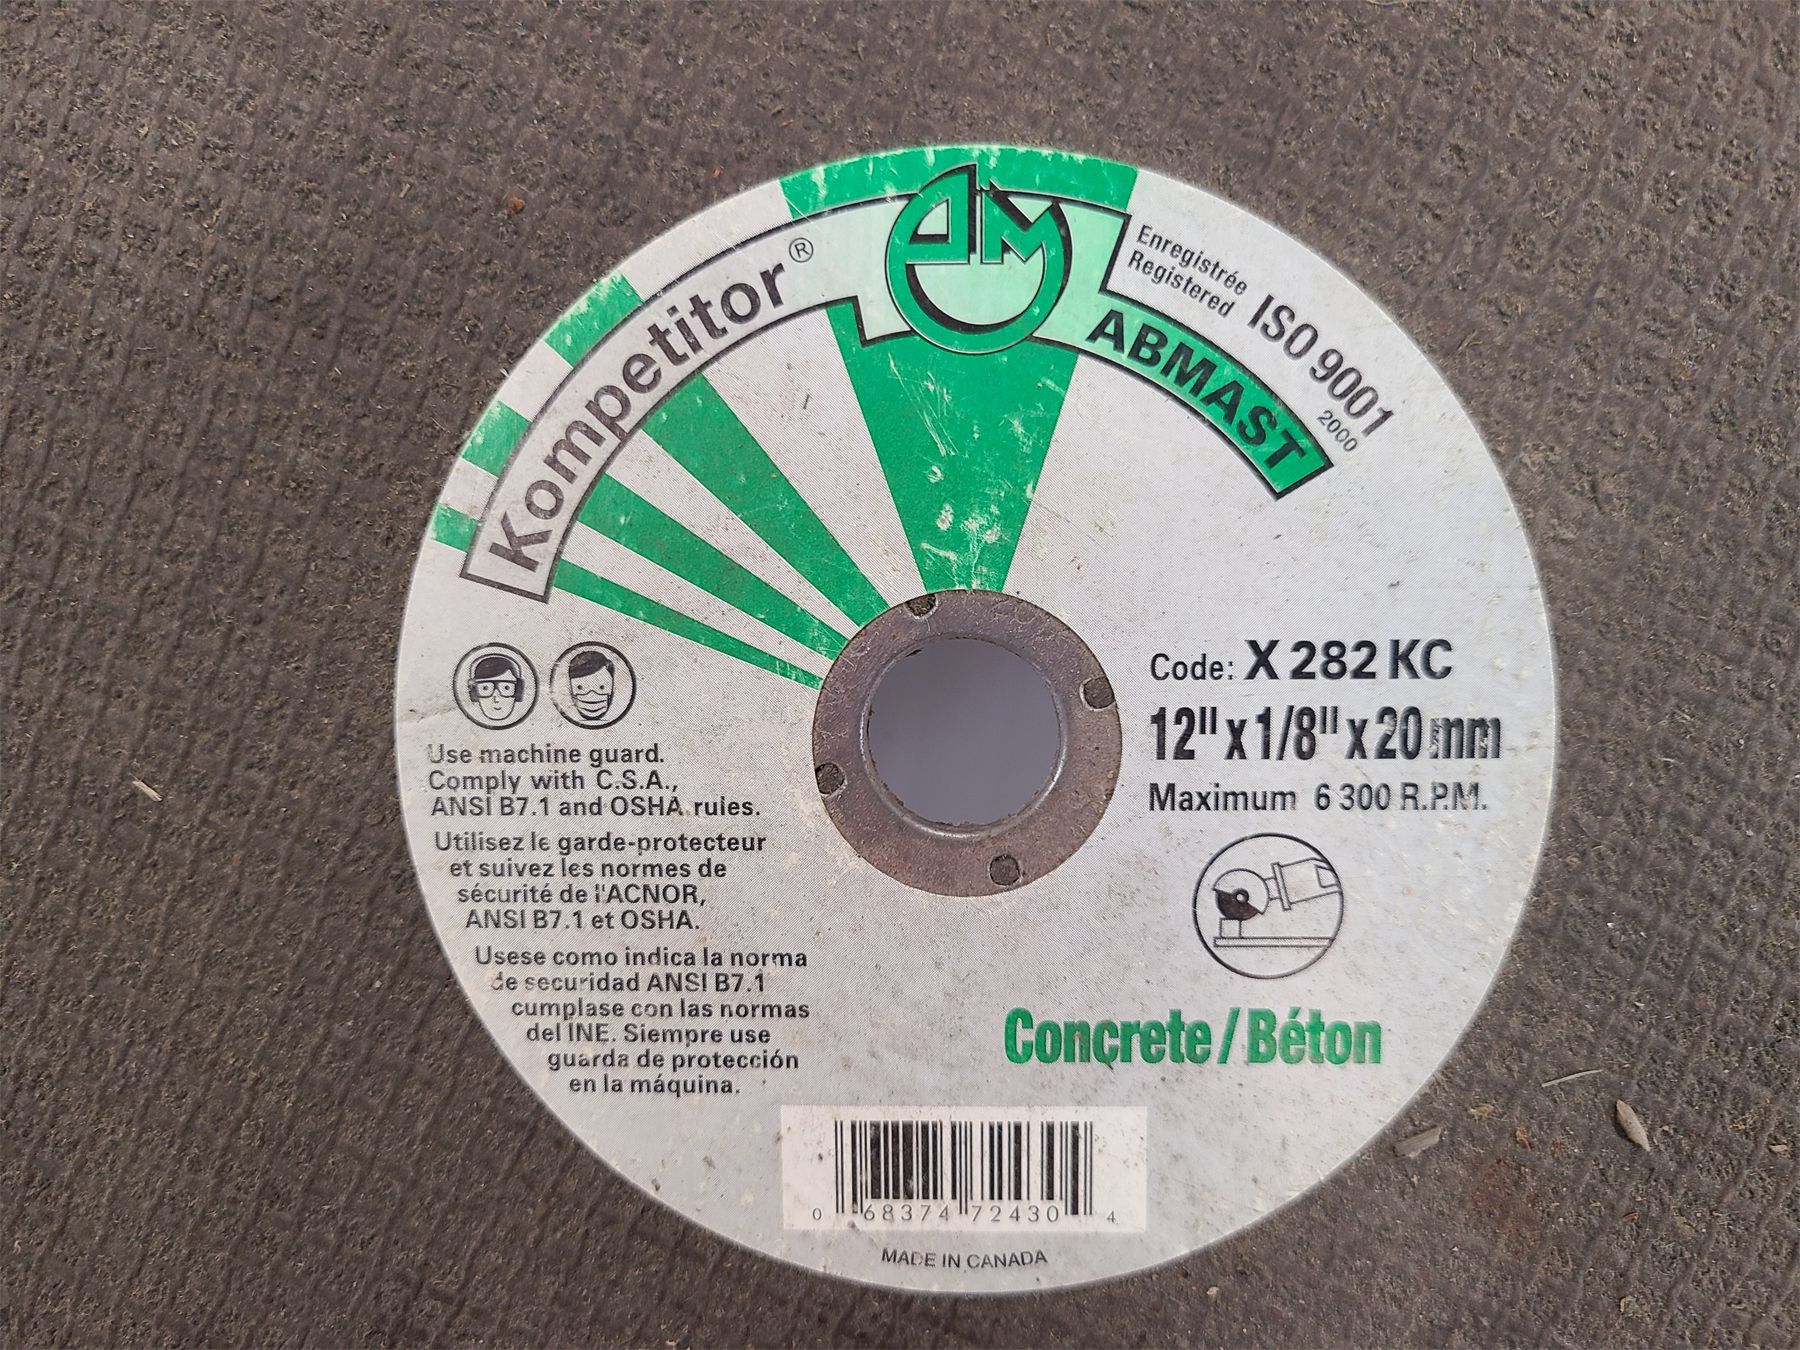 Kompetitor®
JM
ABMAST
Enregistrée
Registered
ISO 9001
2000
Code: X 282 KC
12" x 1/8" x 20 mm
Maximum 6 300 R.P.M.
Use machine guard.
Comply with C.S.A.,
ANSI B7.1 and OSHA rules.
Utilisez le garde-protecteur
et suivez les normes de
sécurité de l'ACNOR,
ANSI B7.1 et OSHA.
Usese como indica la norma
de securidad ANSI B7.1
cumplase con las normas
del INE. Siempre use
guarda de protección
en la máquina.
Concrete / Béton
0 68374 72430 4
MADE IN CANADA